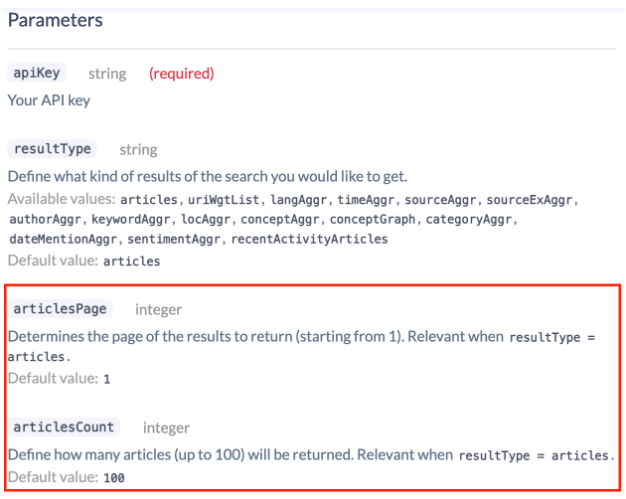 Parameters
apiKey string (required)
Your API key
resultType string
Define what kind of results of the search you would like to get.
Available values: articles, uriWgtList, langAggr, timeAggr, sourceAggr, sourceExAggr,
authorAggr, keywordAggr, locAggr, conceptAggr, conceptGraph, categoryAggr,
dateMentionAggr, sentimentAggr, recentActivityArticles
Default value: articles
articlesPage integer
Determines the page of the results to return (starting from 1). Relevant when resultType =
articles.
Default value: 1
articlesCount integer
Define how many articles (up to 100) will be returned. Relevant when resultType = articles.
Default value: 100